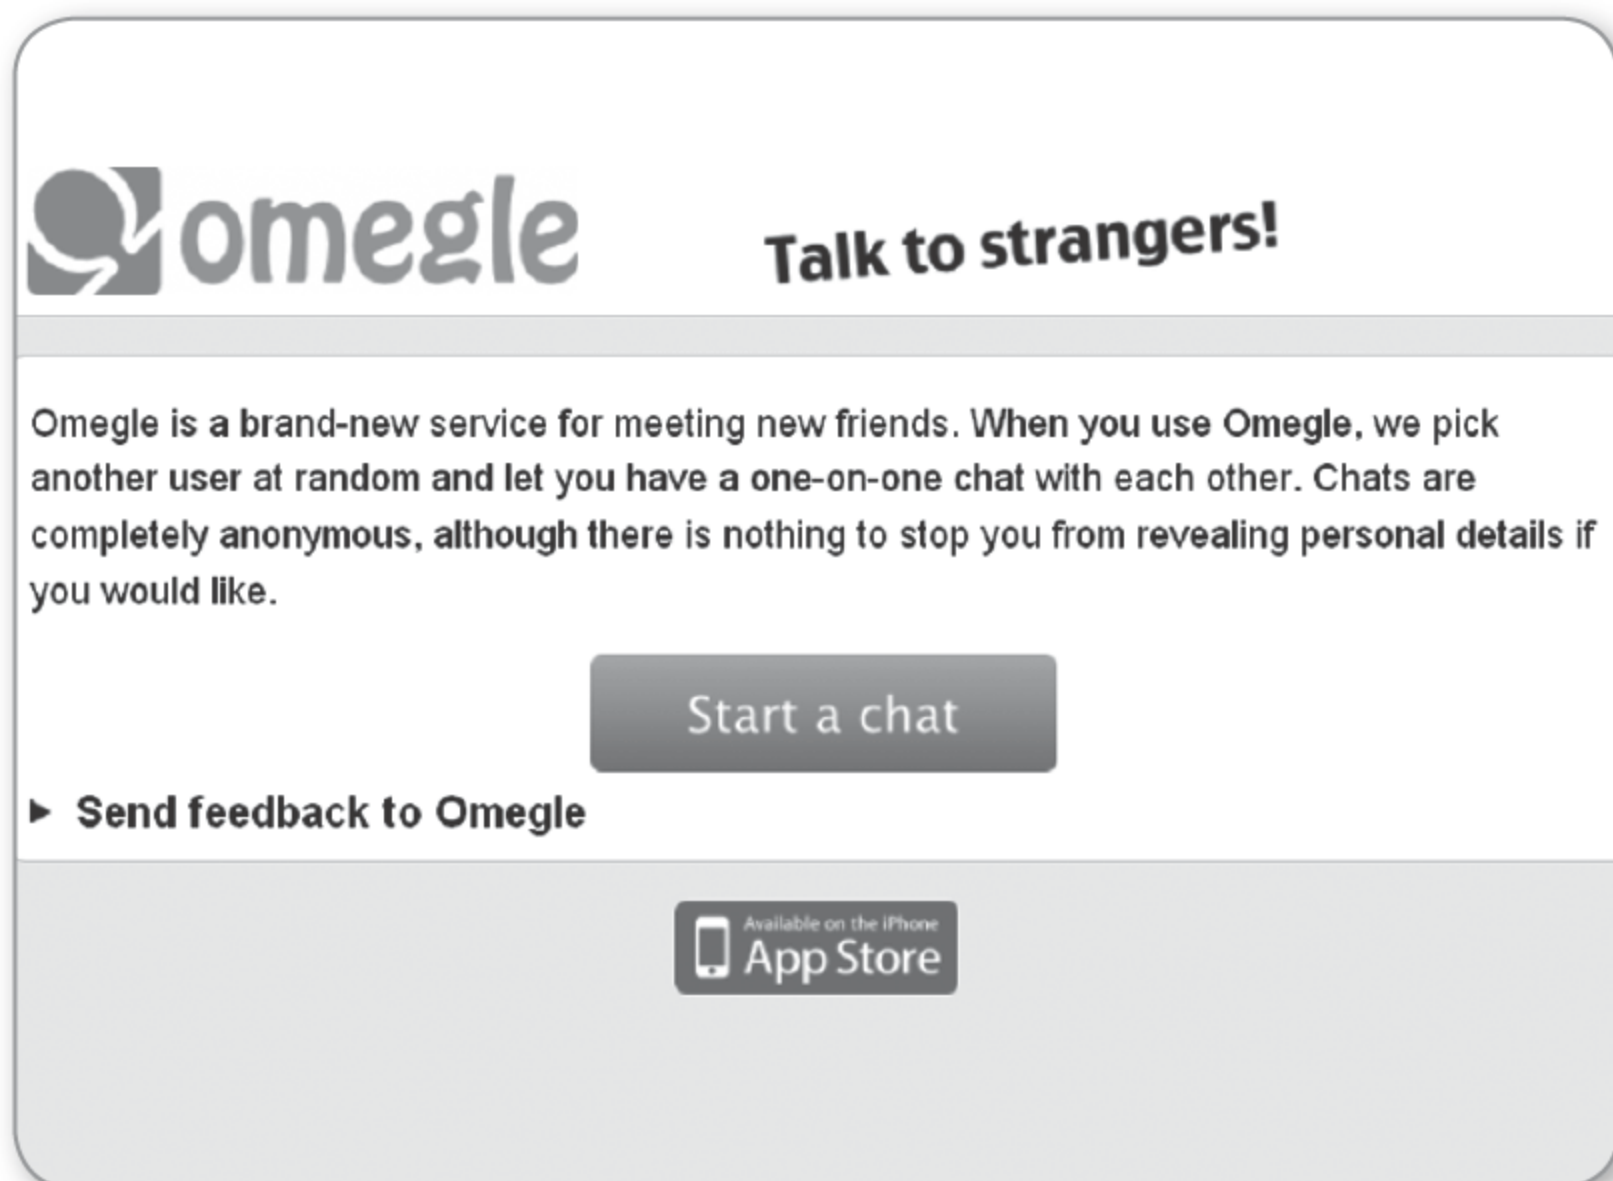 omegle
Talk to strangers!
Omegle is a brand-new service for meeting new friends. When you use Omegle, we pick
another user at random and let you have a one-on-one chat with each other. Chats are
completely anonymous, although there is nothing to stop you from revealing personal details if
you would like.
Start a chat
Send feedback to Omegle
Available on the iPhone
App Store